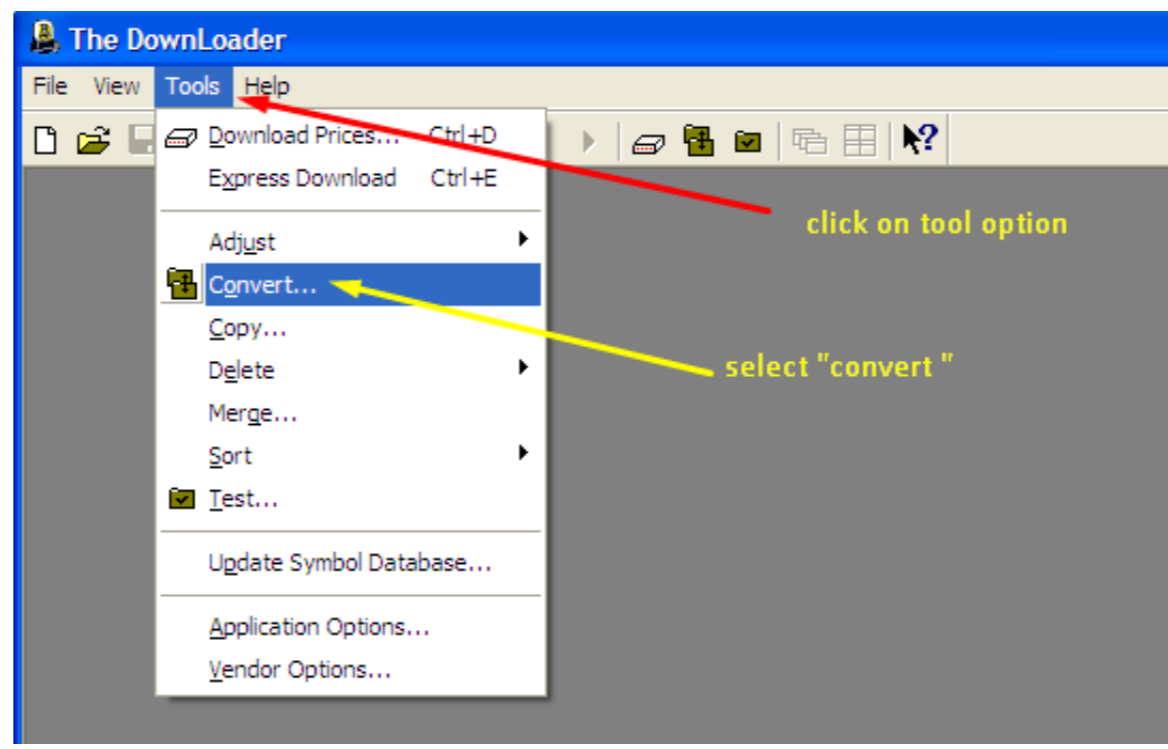 The DownLoader
File View Tools Help
Download Prices... Ctrl+D
Express Download Ctrl+E
click on tool option
Adjust
Convert...
Copy...
select "convert "
Delete
Merge...
Sort
Test...
Update Symbol Database...
Application Options...
Vendor Options...